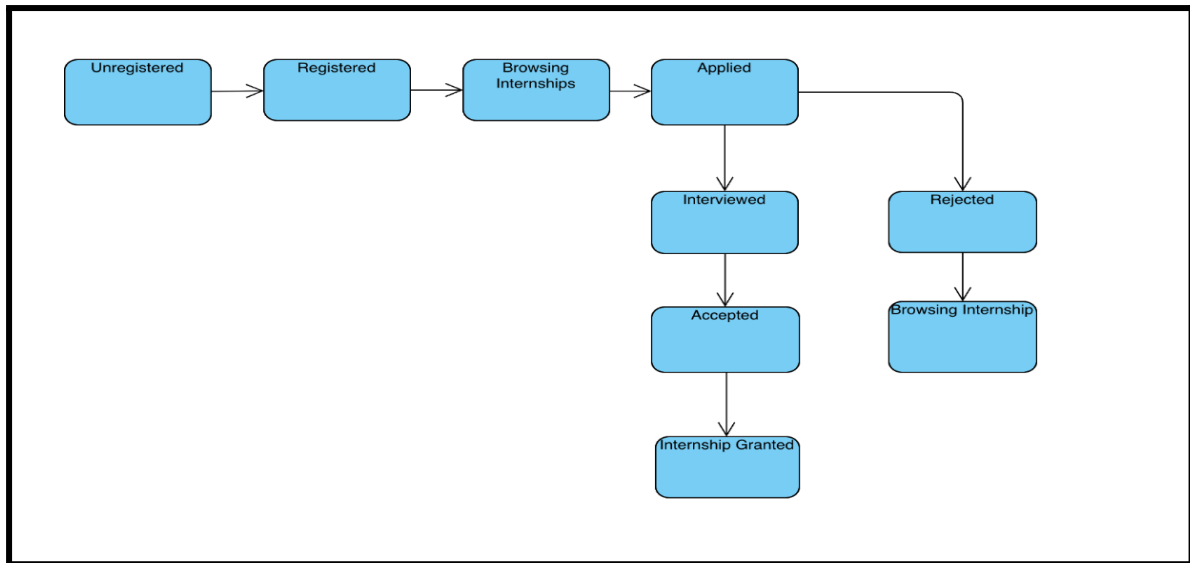 Unregistered
Registered
Browsing
Internships
Applied
Interviewed
Rejected
Accepted
Browsing Internship
Internship Granted